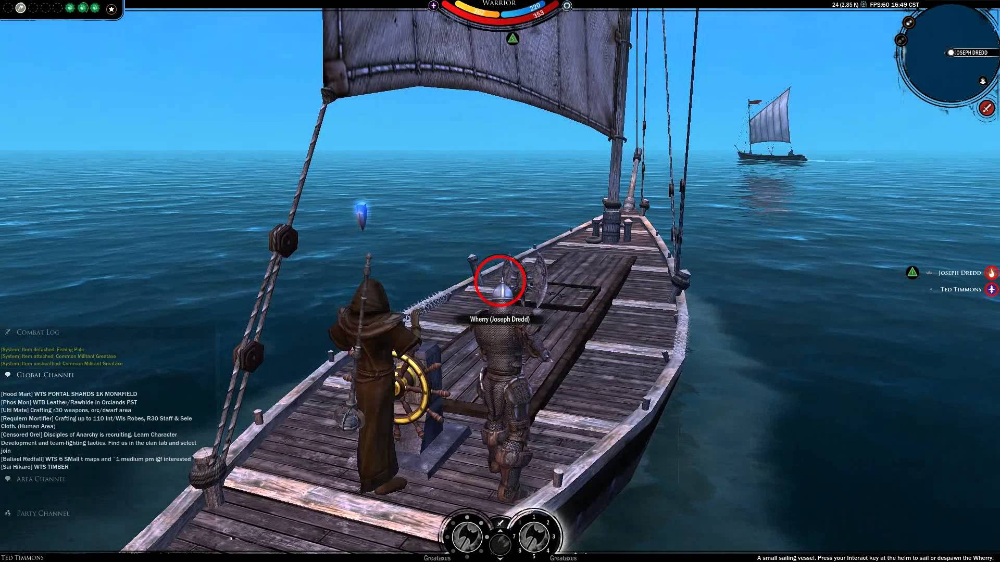 WARRIOR
24 (2.85 K) FPS:60 16:49 CST
262
220
353
S
JOSEPH DREDD
JOSEPH DREDD
TED TIMMONS
Wherry (Joseph Dredd)
COMBAT LOG
[System] Item detached: Fishing Pole
[System] Item attached: Common Militant Greataxe
[System] Item unsheathed: Common Militant Greataxe
GLOBAL CHANNEL
[Hood Mart] WTS PORTAL SHARDS 1K MONKFIELD
[Phos Mon] WTB Leather/Rawhide in Orclands PST
[Ulti Mate] Crafting r30 weapons, orc/dwarf area
[Requiem Mortifier] Crafting up to 110 Int/Wis Robes, R30 Staff & Sele
Cloth. (Human Area)
[Censored Orel] Disciples of Anarchy is recruiting. Learn Character
Development and team-fighting tactics. Find us in the clan tab and select
join
[Baliael Redfall] WTS 6 SMall t maps and `1 medium pm igf interested
[Sai Hikaro] WTS TIMBER
AREA CHANNEL
PARTY CHANNEL
1
8 2
7 3
6 4
5
Greataxes
Greataxes
TED TIMMONS
A small sailing vessel. Press your Interact key at the helm to sail or despawn the Wherry.